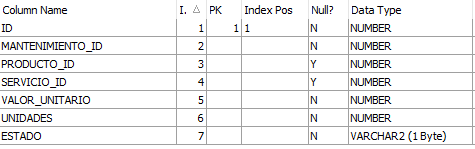 Column Name I. △ PK Index Pos Null? Data Type
ID 1 1 1 N NUMBER
MANTENIMIENTO_ID 2 N NUMBER
PRODUCTO_ID 3 Y NUMBER
SERVICIO_ID 4 Y NUMBER
VALOR_UNITARIO 5 N NUMBER
UNIDADES 6 N NUMBER
ESTADO 7 N VARCHAR2 (1 Byte)